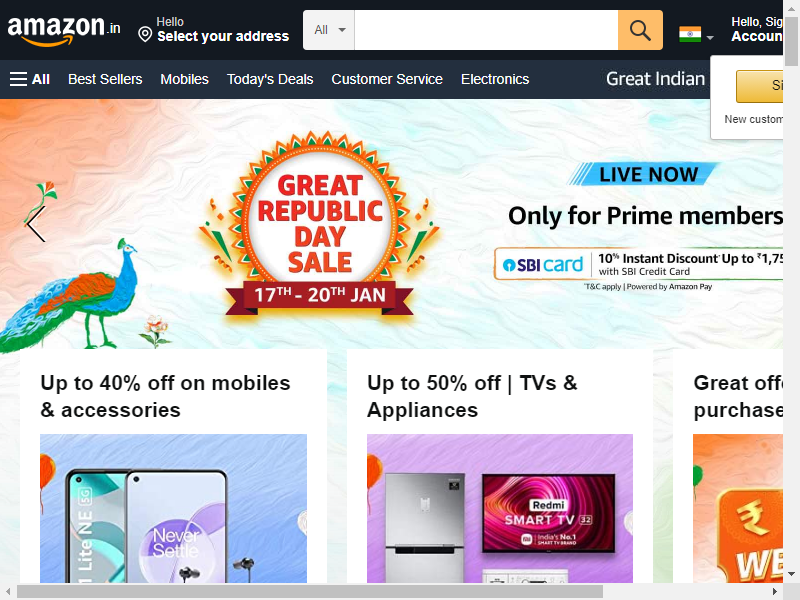 amazon.in
Hello
Select your address
All
Hello, Sig
Accoun
All
Best Sellers
Mobiles
Today's Deals
Customer Service
Electronics
Great Indian
Si
New custom
GREAT
REPUBLIC
DAY
SALE
17TH - 20TH JAN
LIVE NOW
Only for Prime members
SBI card
10% Instant Discount* Up to ₹1,75
with SBI Credit Card
*T&C apply | Powered by Amazon Pay
Up to 40% off on mobiles
& accessories
Up to 50% off | TVs &
Appliances
Great offe
purchase
1 Lite NE 5G
Never
Settle
Redmi
SMART TV 32
India's No.1
SMART TV BRAND
₹
WE